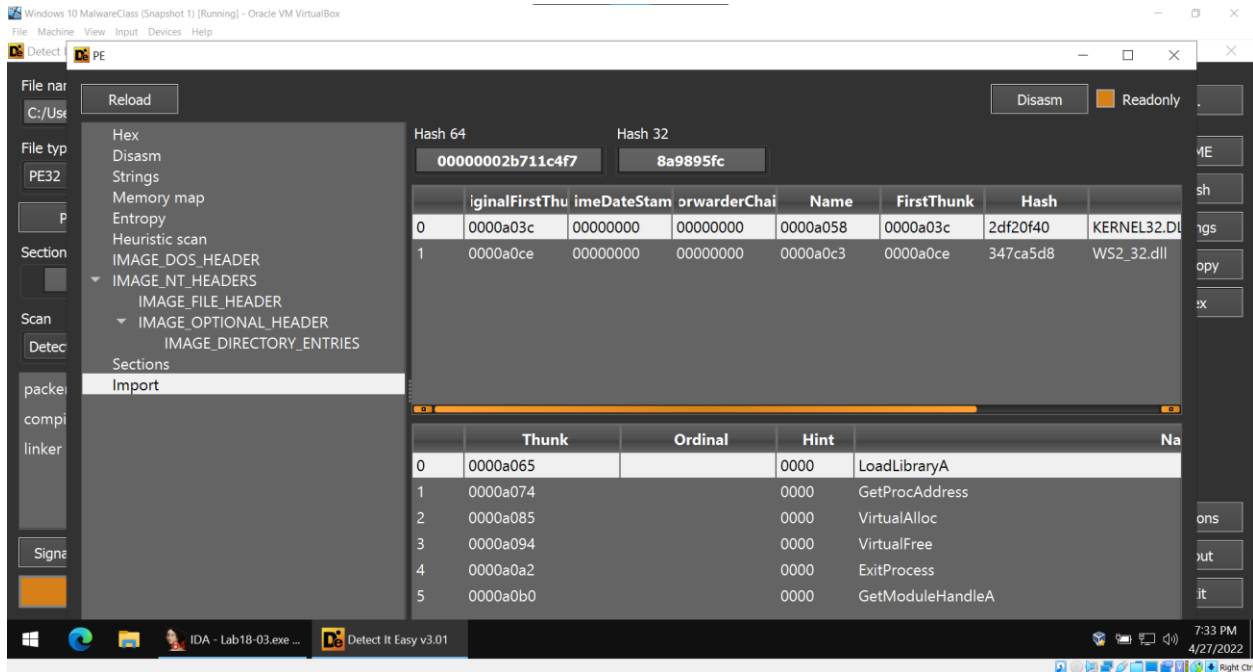 Windows 10 MalwareClass (Snapshot 1) [Running] - Oracle VM VirtualBox
File Machine View Input Devices Help
Detect
PE
File nar
C:/Use
File typ
PE32
P
Section
Scan
Detec
packe
compi
linker
Signa
Reload
Disasm
Readonly
Hex
Disasm
Strings
Memory map
Entropy
Heuristic scan
IMAGE_DOS_HEADER
IMAGE_NT_HEADERS
IMAGE_FILE_HEADER
IMAGE_OPTIONAL_HEADER
IMAGE_DIRECTORY_ENTRIES
Sections
Import
Hash 64 Hash 32
00000002b711c4f7 8a9895fc
iginalFirstThu imeDateStam orwarderChai Name FirstThunk Hash
0 0000a03c 00000000 00000000 0000a058 0000a03c 2df20f40 KERNEL32.DL
1 0000a0ce 00000000 00000000 0000a0c3 0000a0ce 347ca5d8 WS2_32.dll
Thunk Ordinal Hint Na
0 0000a065 0000 LoadLibraryA
1 0000a074 0000 GetProcAddress
2 0000a085 0000 VirtualAlloc
3 0000a094 0000 VirtualFree
4 0000a0a2 0000 ExitProcess
5 0000a0b0 0000 GetModuleHandleA
ME
sh
ngs
opy
ex
ons
out
it
IDA - Lab18-03.exe ...
Detect It Easy v3.01
7:33 PM
4/27/2022
Right Ctr